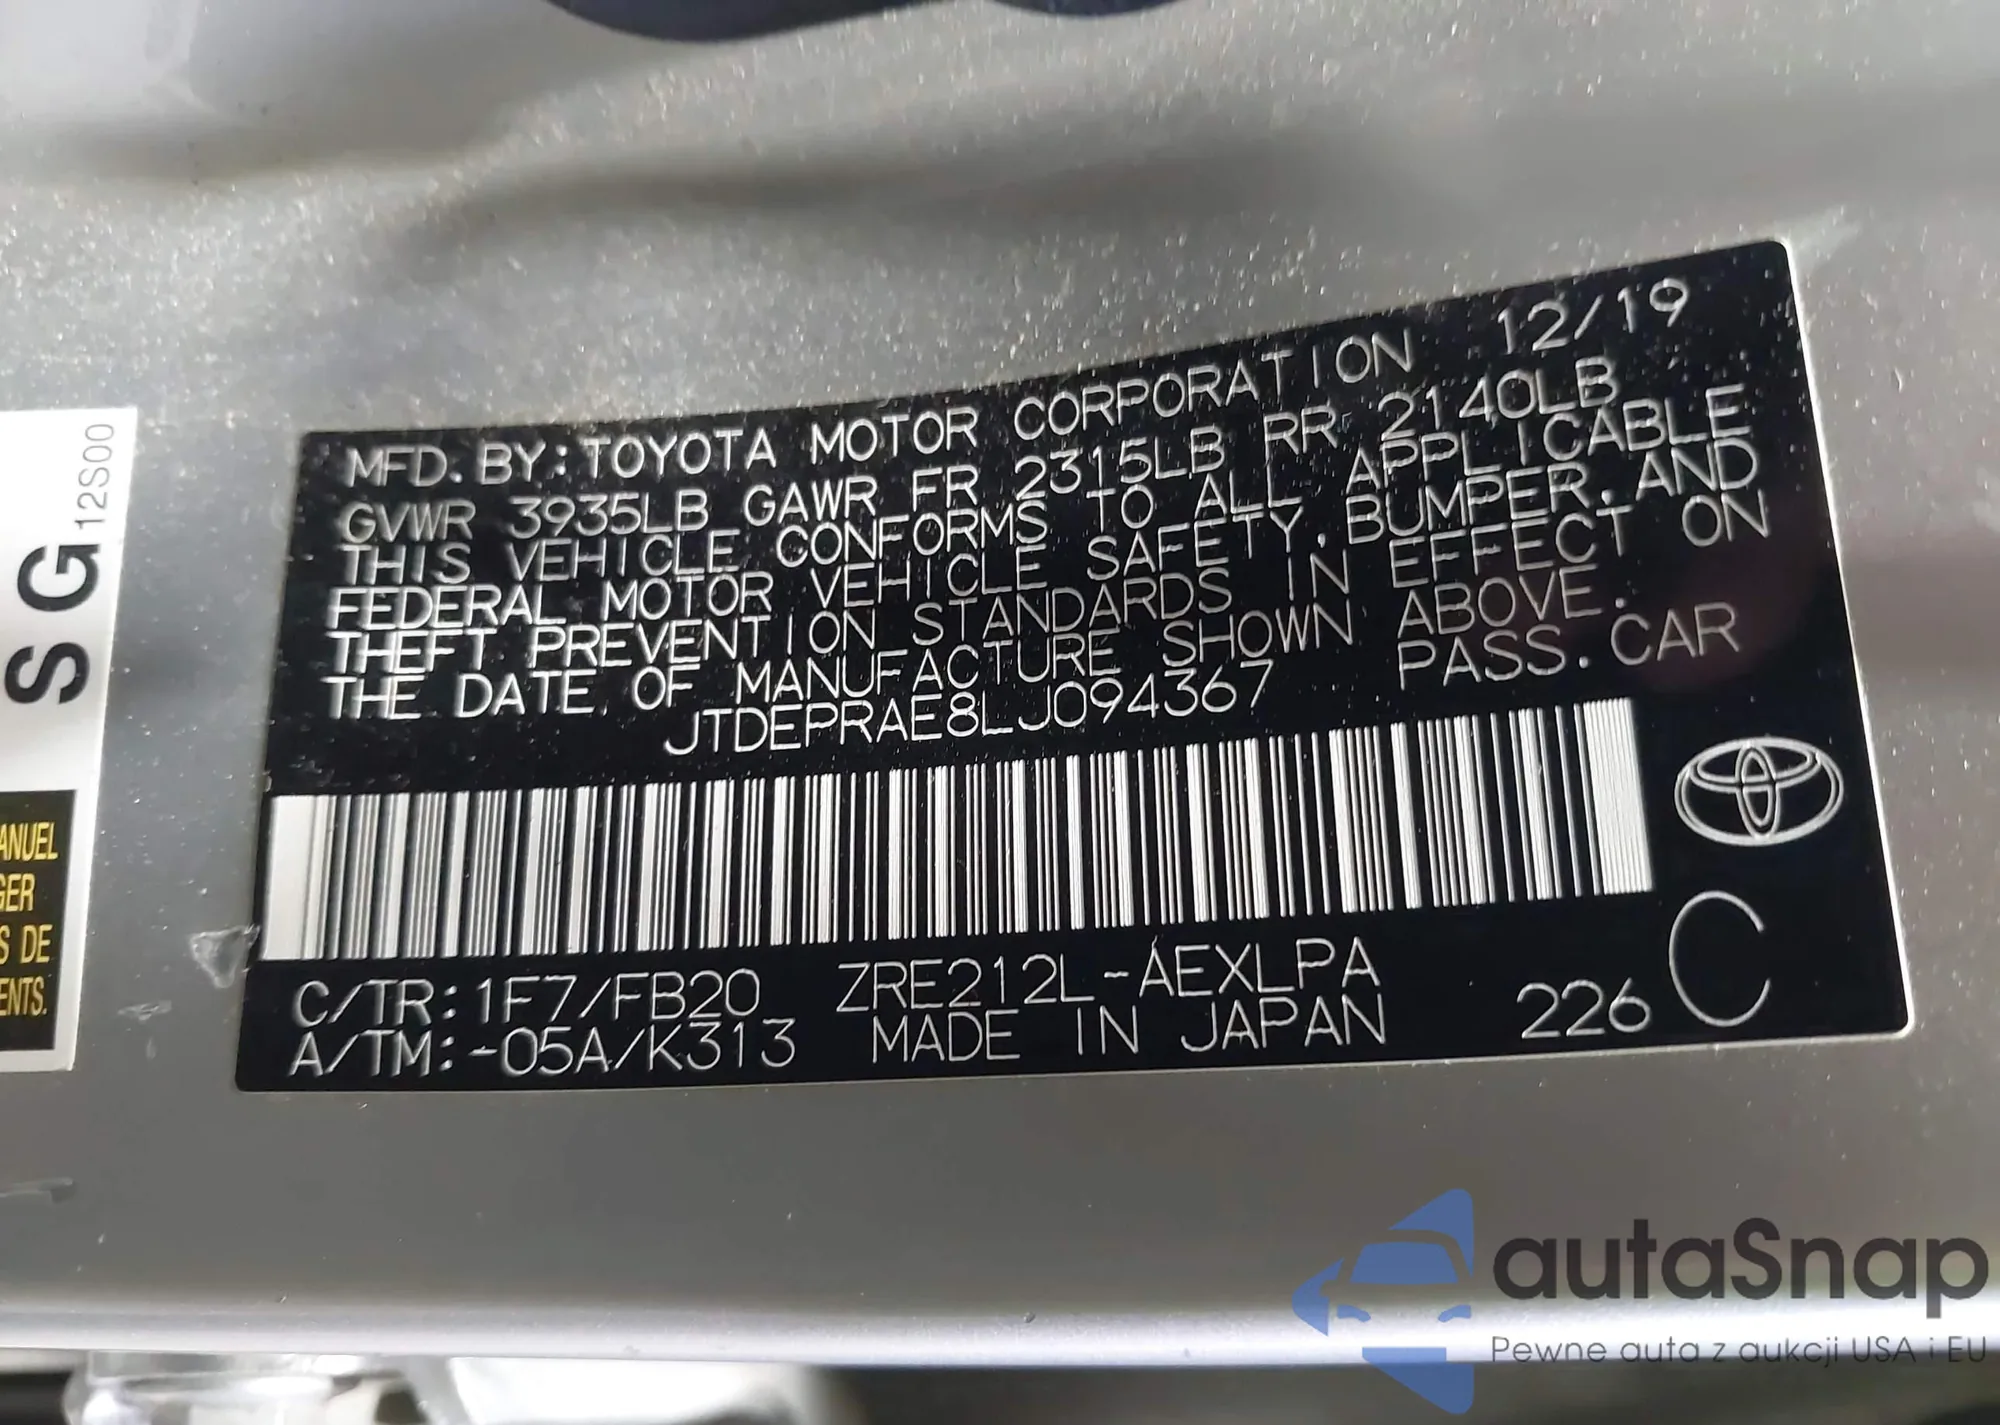 MFD. BY: TOYOTA MOTOR CORPORATION 12/19
GVWR 3935LB GAWR FR 2315LB RR 2140LB
THIS VEHICLE CONFORMS TO ALL APPLICABLE
FEDERAL MOTOR VEHICLE SAFETY, BUMPER, AND
THEFT PREVENTION STANDARDS IN EFFECT ON
THE DATE OF MANUFACTURE SHOWN ABOVE.
JTDEPRAE8LJ094367 PASS. CAR
C/TR: 1F7/FB20 ZRE212L-AEXLPA
A/TM: -05A/K313 MADE IN JAPAN 226 C
SG 12S00
ANUEL
GER
S DE
ENTS.
autaSnap
Pewne auta z aukcji USA i EU